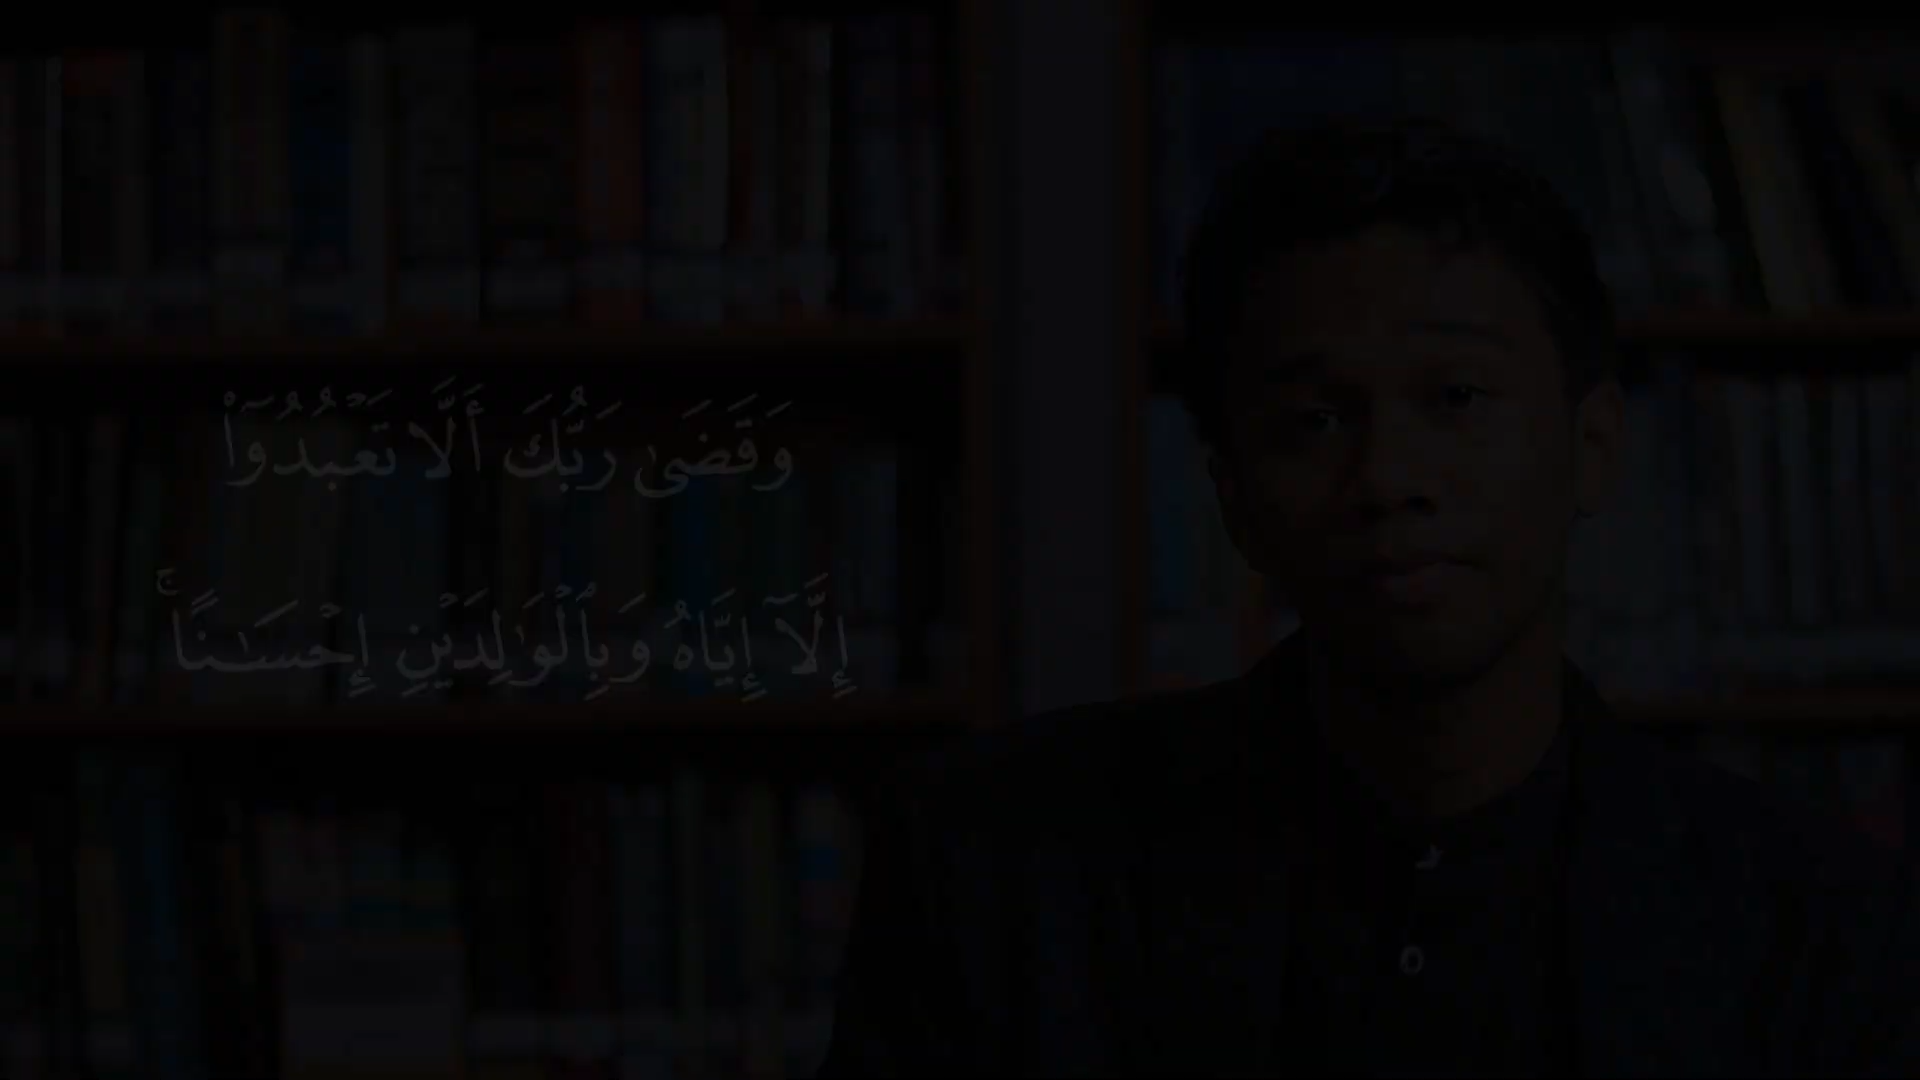 وَقَضَىٰ رَبُّكَ أَلَّا تَعۡبُدُوٓاْ
إِلَّآ إِيَّاهُ وَبِٱلۡوَٰلِدَيۡنِ إِحۡسَٰنًاۚ